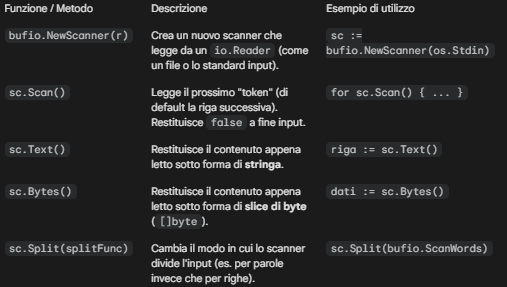 Funzione / Metodo Descrizione Esempio di utilizzo
bufio.NewScanner(r) Crea un nuovo scanner che sc :=
legge da un io.Reader (come bufio.NewScanner(os.Stdin)
un file o lo standard input).
sc.Scan() Legge il prossimo "token" (di for sc.Scan() { ... }
default la riga successiva).
Restituisce false a fine input.
sc.Text() Restituisce il contenuto appena riga := sc.Text()
letto sotto forma di stringa.
sc.Bytes() Restituisce il contenuto appena dati := sc.Bytes()
letto sotto forma di slice di byte
( []byte ).
sc.Split(splitFunc) Cambia il modo in cui lo scanner sc.Split(bufio.ScanWords)
divide l'input (es. per parole
invece che per righe).